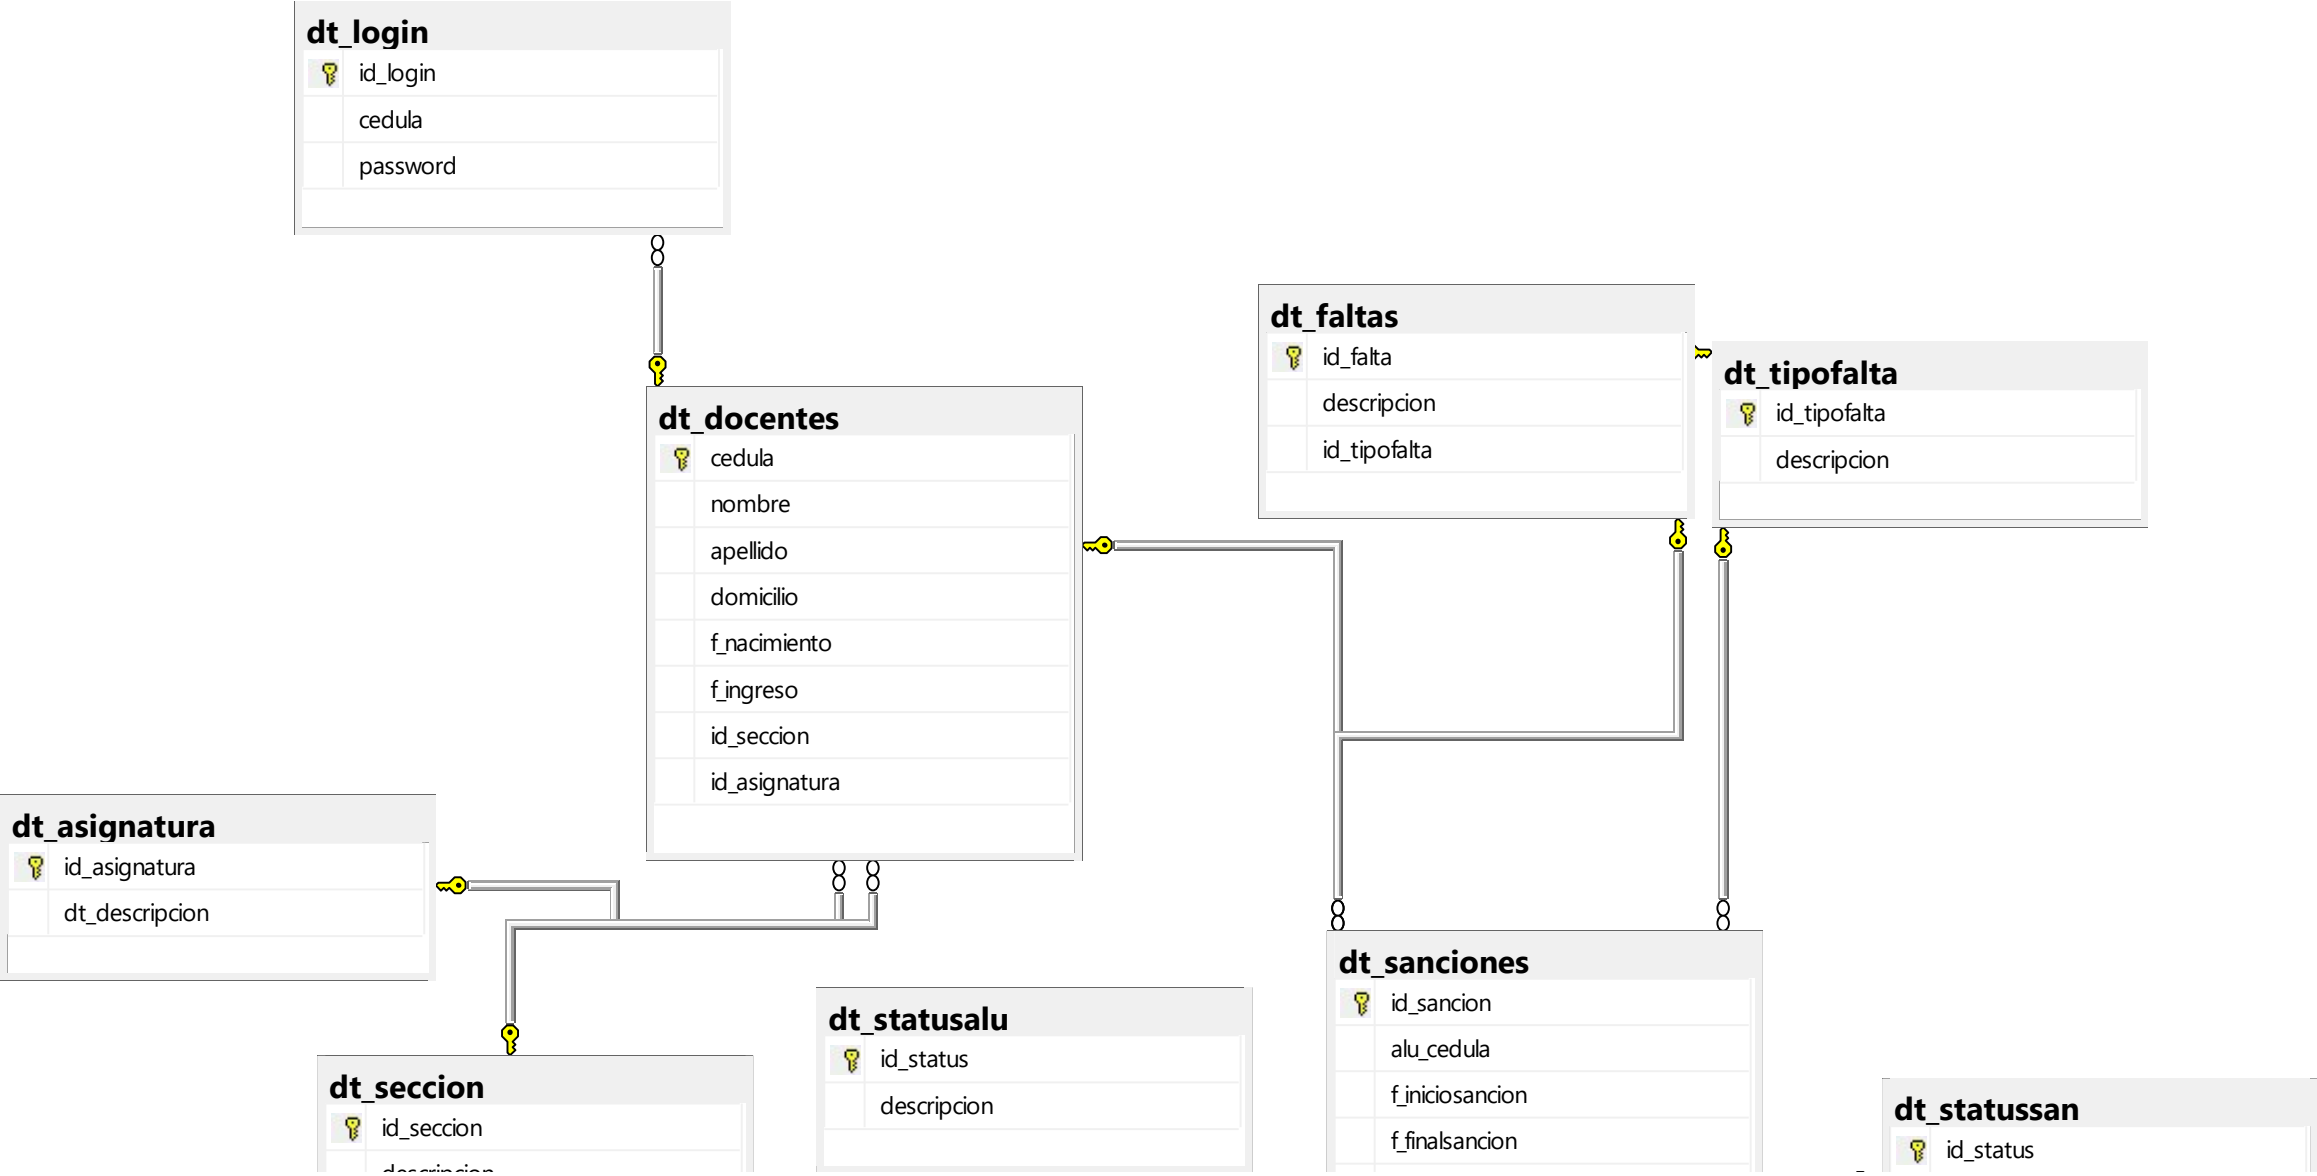 dt_login
id_login
cedula
password
dt_docentes
cedula
nombre
apellido
domicilio
f_nacimiento
f_ingreso
id_seccion
id_asignatura
dt_faltas
id_falta
descripcion
id_tipofalta
dt_tipofalta
id_tipofalta
descripcion
dt_asignatura
id_asignatura
dt_descripcion
dt_seccion
id_seccion
descripcion
dt_statusalu
id_status
descripcion
dt_sanciones
id_sancion
alu_cedula
f_iniciosancion
f_finalsancion
dt_statussan
id_status